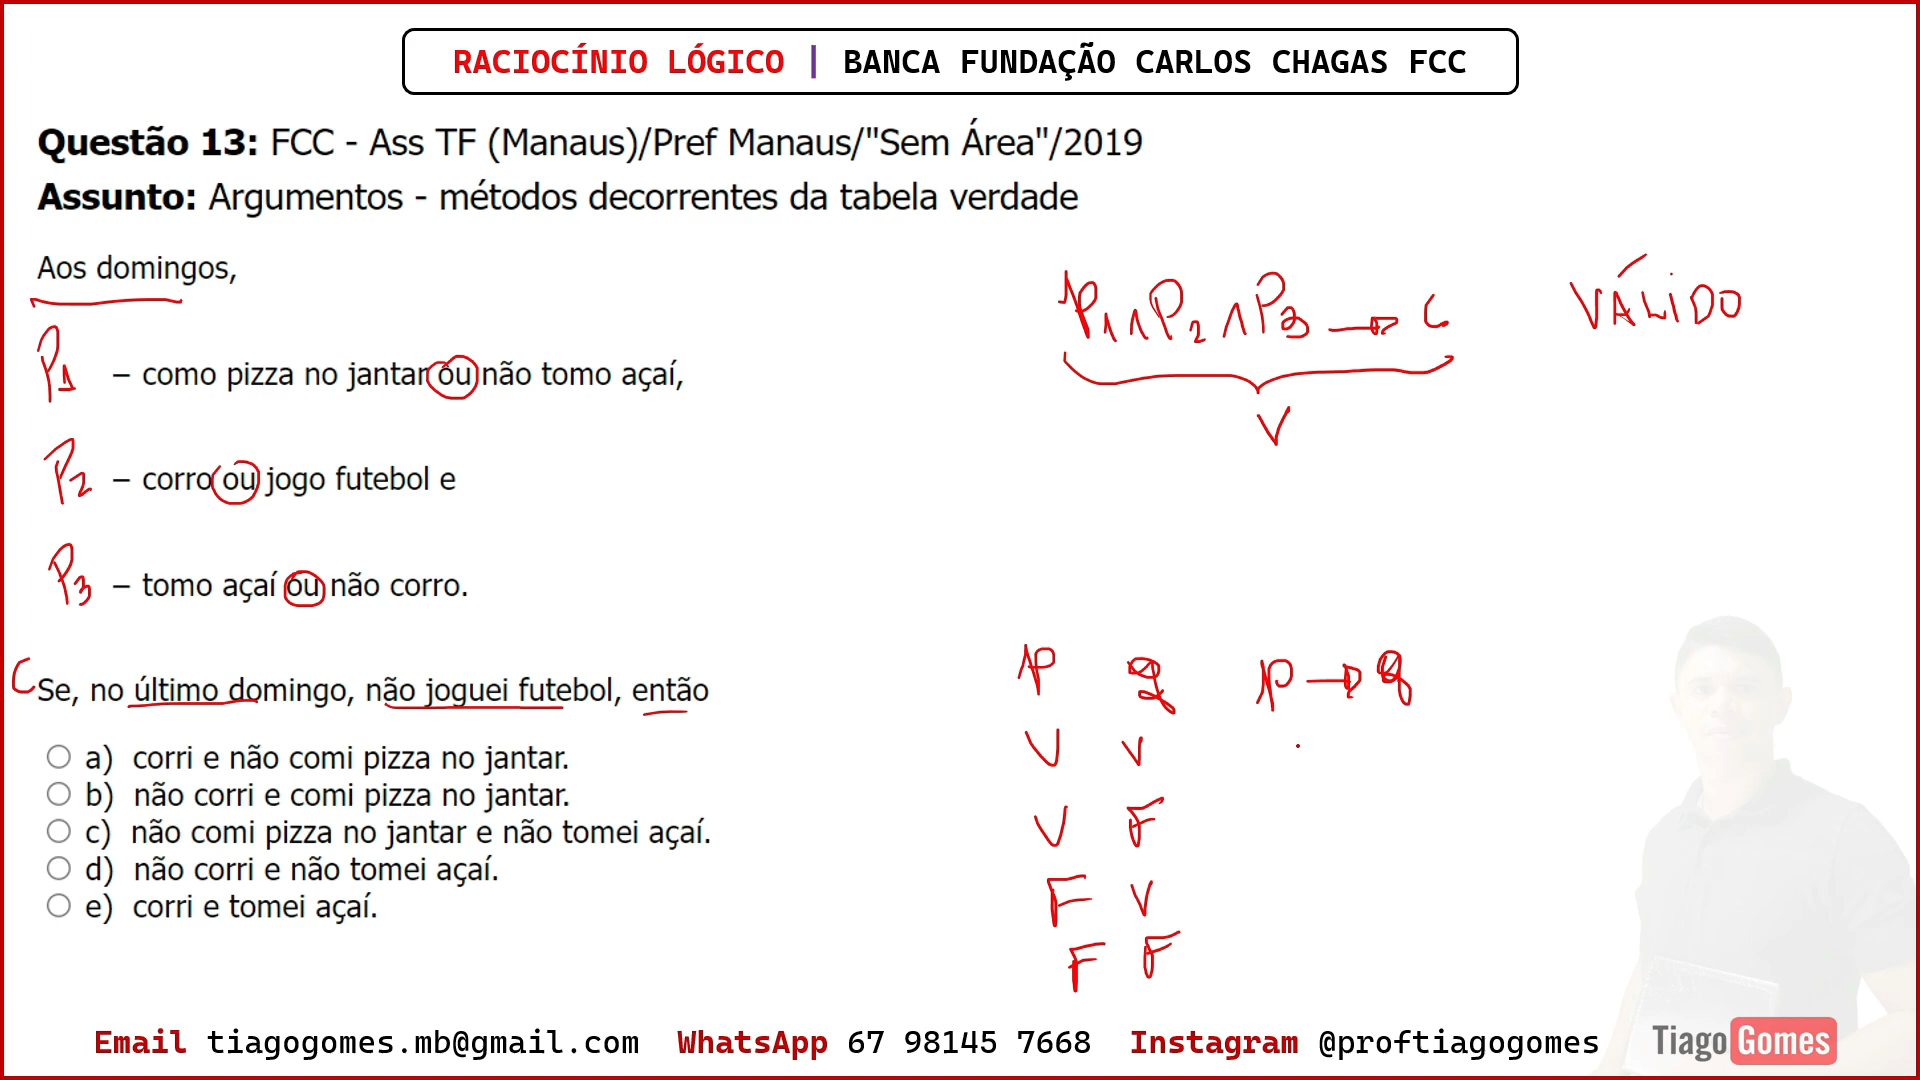 RACIOCÍNIO LÓGICO | BANCA FUNDAÇÃO CARLOS CHAGAS FCC
Questão 13: FCC - Ass TF (Manaus)/Pref Manaus/"Sem Área"/2019
Assunto: Argumentos - métodos decorrentes da tabela verdade
Aos domingos,
P1 ∧ P2 ∧ P3 → C VÁLIDO
V
P1 – como pizza no jantar ou não tomo açaí,
P2 – corro ou jogo futebol e
P3 – tomo açaí ou não corro.
C Se, no último domingo, não joguei futebol, então
a) corri e não comi pizza no jantar.
b) não corri e comi pizza no jantar.
c) não comi pizza no jantar e não tomei açaí.
d) não corri e não tomei açaí.
e) corri e tomei açaí.
p q p → q
V V
V F
F V
F F
Email tiagogomes.mb@gmail.com WhatsApp 67 98145 7668 Instagram @proftiagogomes Tiago Gomes